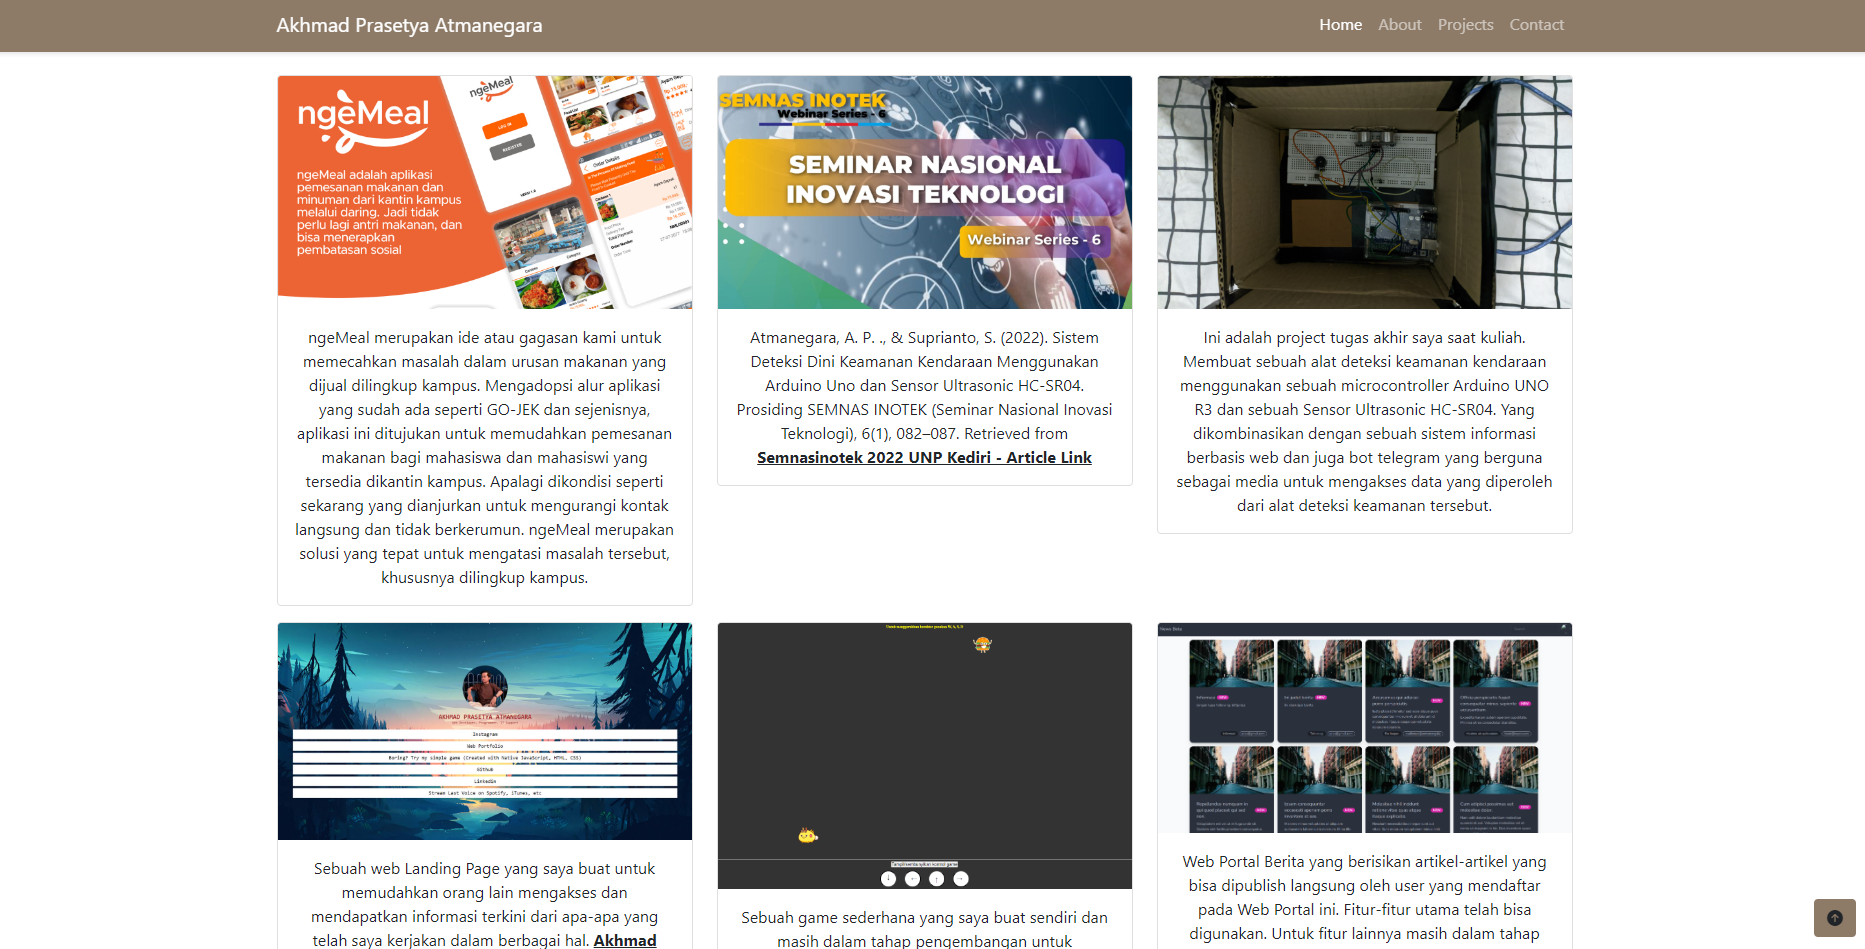 Akhmad Prasetya Atmanegara
Home About Projects Contact
ngeMeal
ngeMeal adalah aplikasi
pemesanan makanan dan
minuman dari kantin kampus
melalui daring. Jadi tidak
perlu lagi antri makanan, dan
bisa menerapkan
pembatasan sosial
ngeMeal
LOG IN
REGISTER
Order Details
ngeMeal merupakan ide atau gagasan kami untuk
memecahkan masalah dalam urusan makanan yang
dijual dilingkup kampus. Mengadopsi alur aplikasi
yang sudah ada seperti GO-JEK dan sejenisnya,
aplikasi ini ditujukan untuk memudahkan pemesanan
makanan bagi mahasiswa dan mahasiswi yang
tersedia dikantin kampus. Apalagi dikondisi seperti
sekarang yang dianjurkan untuk mengurangi kontak
langsung dan tidak berkerumun. ngeMeal merupakan
solusi yang tepat untuk mengatasi masalah tersebut,
khususnya dilingkup kampus.
SEMNAS INOTEK
Webinar Series - 6
SEMINAR NASIONAL
INOVASI TEKNOLOGI
Webinar Series - 6
Atmanegara, A. P. ., & Suprianto, S. (2022). Sistem
Deteksi Dini Keamanan Kendaraan Menggunakan
Arduino Uno dan Sensor Ultrasonic HC-SR04.
Prosiding SEMNAS INOTEK (Seminar Nasional Inovasi
Teknologi), 6(1), 082–087. Retrieved from
Semnasinotek 2022 UNP Kediri - Article Link
Ini adalah project tugas akhir saya saat kuliah.
Membuat sebuah alat deteksi keamanan kendaraan
menggunakan sebuah microcontroller Arduino UNO
R3 dan sebuah Sensor Ultrasonic HC-SR04. Yang
dikombinasikan dengan sebuah sistem informasi
berbasis web dan juga bot telegram yang berguna
sebagai media untuk mengakses data yang diperoleh
dari alat deteksi keamanan tersebut.
AKHMAD PRASETYA ATMANEGARA
Instagram
Web Portfolio
Boring? Try my simple game (Created with Native JavaScript, HTML, CSS)
Github
Linkedin
Stream Last Voice on Spotify, iTunes, etc
Sebuah web Landing Page yang saya buat untuk
memudahkan orang lain mengakses dan
mendapatkan informasi terkini dari apa-apa yang
telah saya kerjakan dalam berbagai hal. Akhmad
Sebuah game sederhana yang saya buat sendiri dan
masih dalam tahap pengembangan untuk
Web Portal Berita yang berisikan artikel-artikel yang
bisa dipublish langsung oleh user yang mendaftar
pada Web Portal ini. Fitur-fitur utama telah bisa
digunakan. Untuk fitur lainnya masih dalam tahap